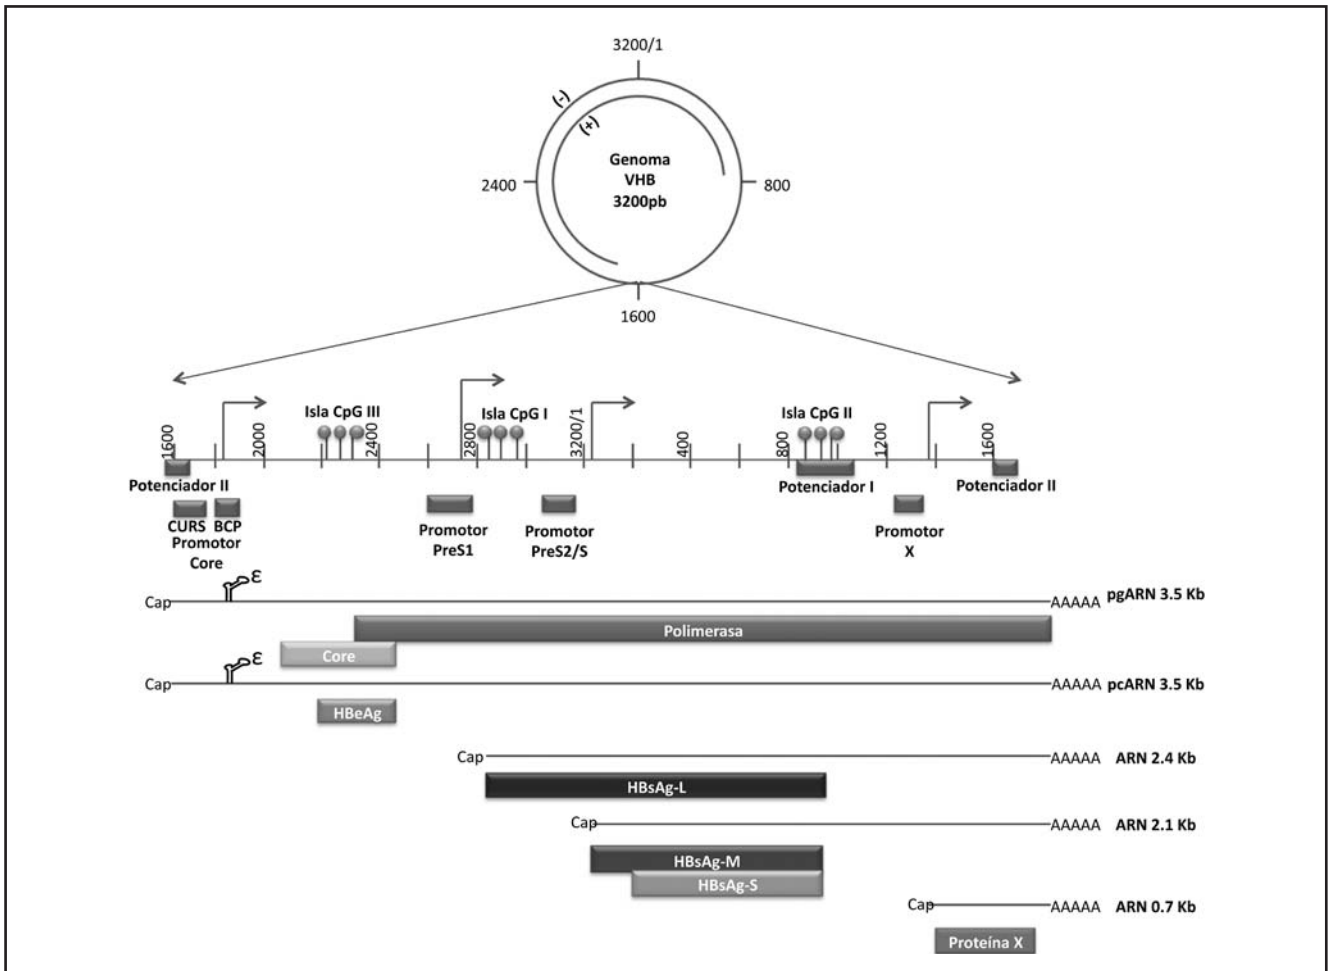 3200/1
(-)
(+)
Genoma
VHB
3200pb
2400
800
1600
Isla CpG III
Isla CpG I
Isla CpG II
1600
2000
2400
2800
3200/1
400
800
1200
1600
Potenciador II
Potenciador I
Potenciador II
CURS BCP
Promotor
Core
Promotor
PreS1
Promotor
PreS2/S
Promotor
X
ε
Cap
AAAAA pgARN 3.5 Kb
Polimerasa
Core
ε
Cap
AAAAA pcARN 3.5 Kb
HBeAg
Cap
AAAAA ARN 2.4 Kb
HBsAg-L
Cap
AAAAA ARN 2.1 Kb
HBsAg-M
HBsAg-S
Cap
AAAAA ARN 0.7 Kb
Proteína X